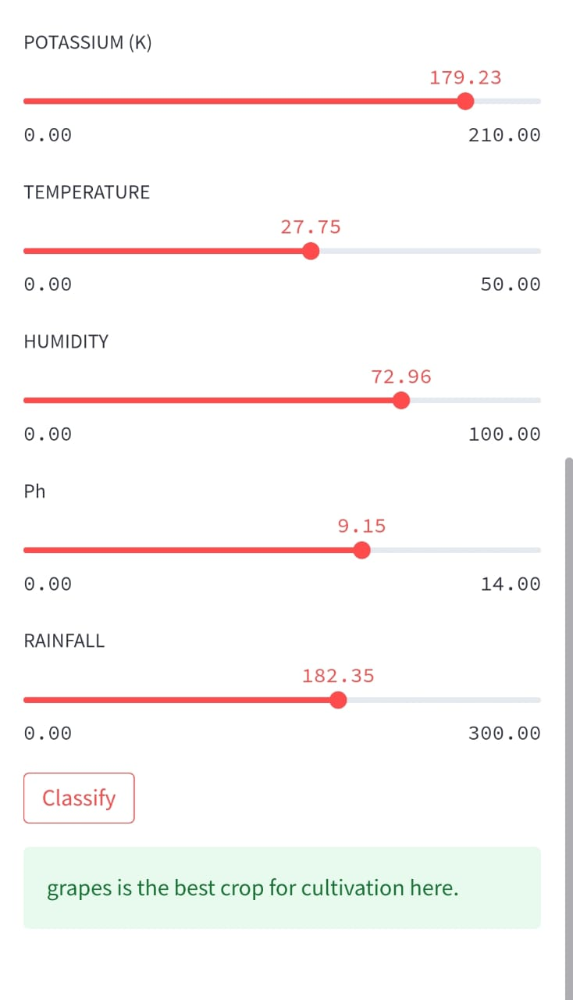 POTASSIUM (K)
179.23
0.00 210.00
TEMPERATURE
27.75
0.00 50.00
HUMIDITY
72.96
0.00 100.00
Ph
9.15
0.00 14.00
RAINFALL
182.35
0.00 300.00
Classify
grapes is the best crop for cultivation here.